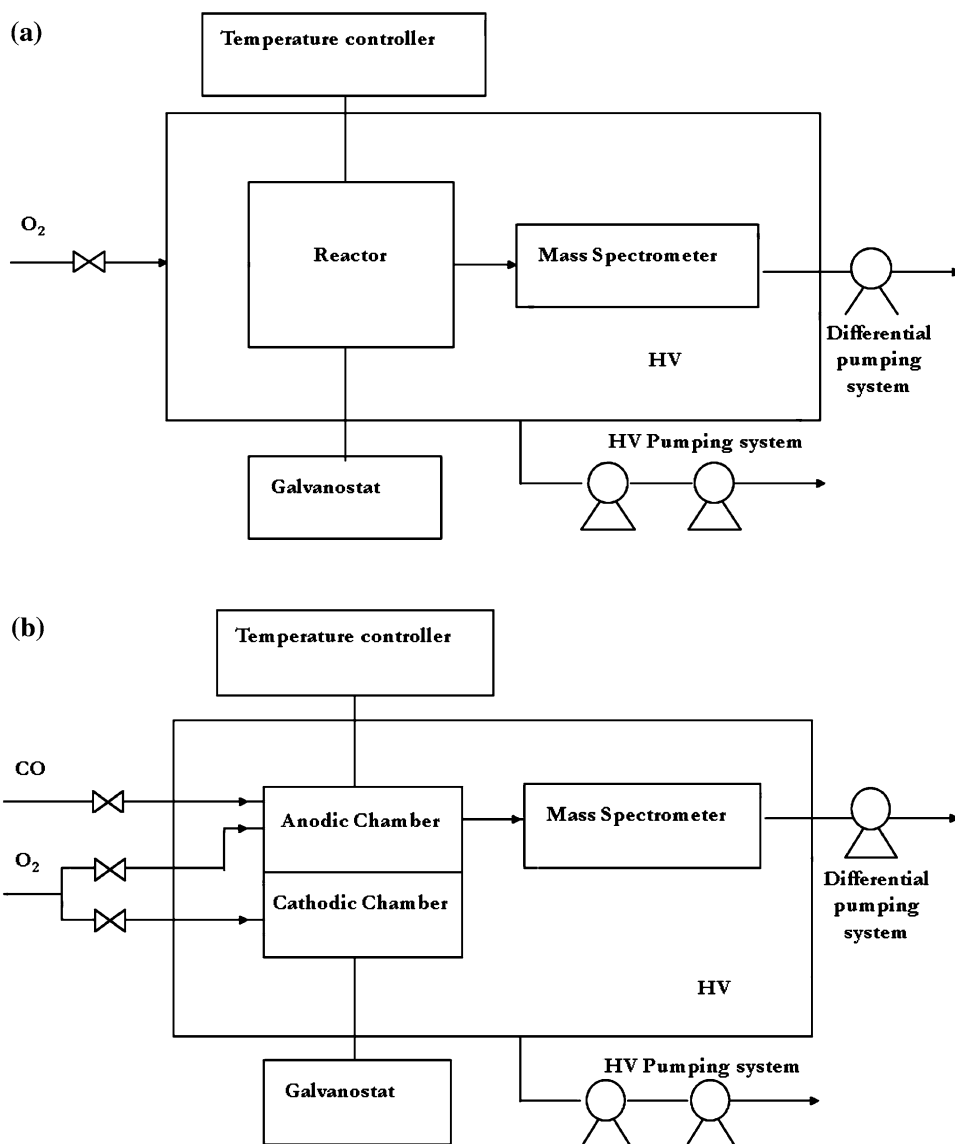 (a)
Temperature controller
O₂
Reactor
Mass Spectrometer
Differential
pumping
system
HV
HV Pumping system
Galvanostat
(b)
Temperature controller
CO
Anodic Chamber
Mass Spectrometer
O₂
Cathodic Chamber
Differential
pumping
system
HV
HV Pumping system
Galvanostat